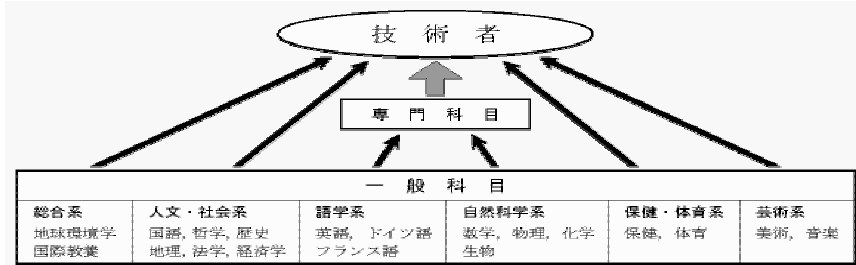 技術者
専門科目
一般科目
総合系
地球環境学
国際教養
人文・社会系
国語, 哲学, 歴史
地理, 法学, 経済学
語学系
英語, ドイツ語
フランス語
自然科学系
数学, 物理, 化学
生物
保健・体育系
保健, 体育
芸術系
美術, 音楽